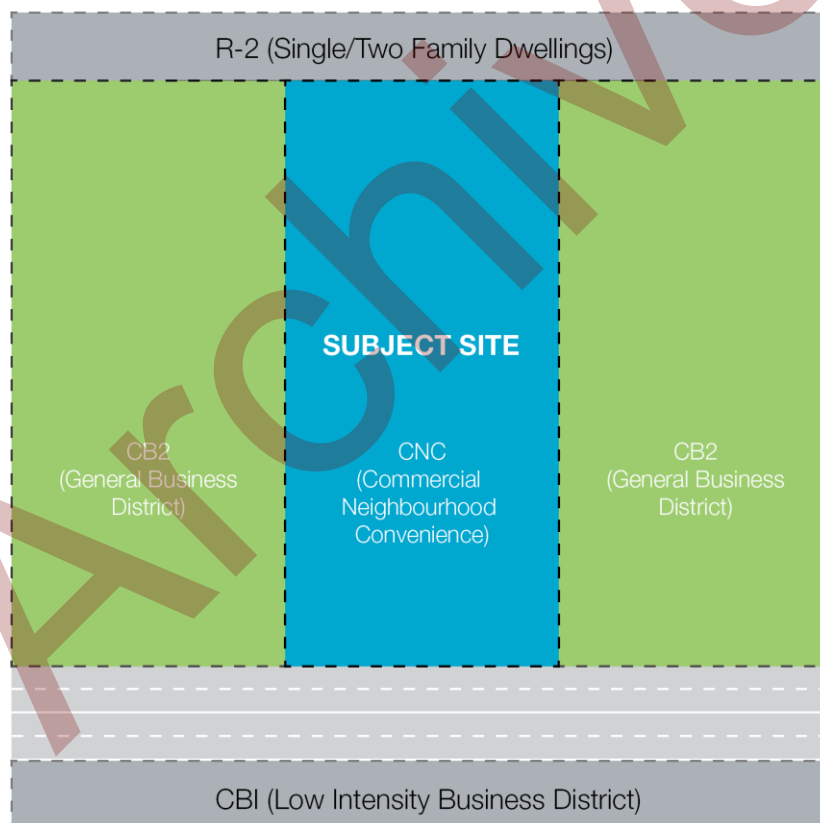 R-2 (Single/Two Family Dwellings)
SUBJECT SITE
CB2
(General Business
District)
CNC
(Commercial
Neighbourhood
Convenience)
CB2
(General Business
District)
CBI (Low Intensity Business District)
Archive